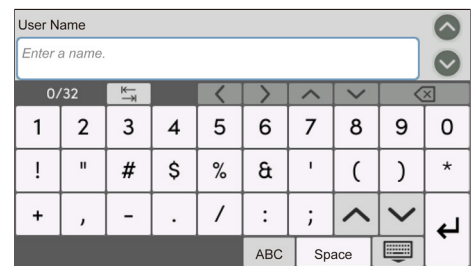 User Name
Enter a name.
0/32
1 2 3 4 5 6 7 8 9 0
! " # $ % & ' ( ) *
+ , - . / : ;
ABC Space